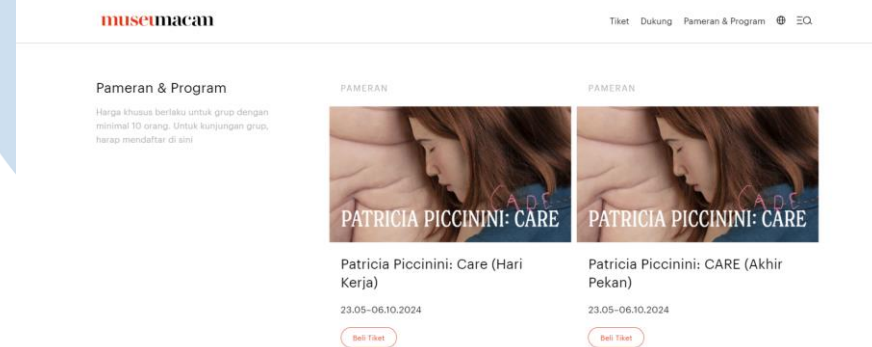 museumacan
Tiket Dukung Pameran & Program
Pameran & Program
Harga khusus berlaku untuk grup dengan
minimal 10 orang. Untuk kunjungan grup,
harap mendaftar di sini
PAMERAN
CARE
PATRICIA PICCININI: CARE
Patricia Piccinini: Care (Hari
Kerja)
23.05–06.10.2024
Beli Tiket
PAMERAN
CARE
PATRICIA PICCININI: CARE
Patricia Piccinini: CARE (Akhir
Pekan)
23.05–06.10.2024
Beli Tiket